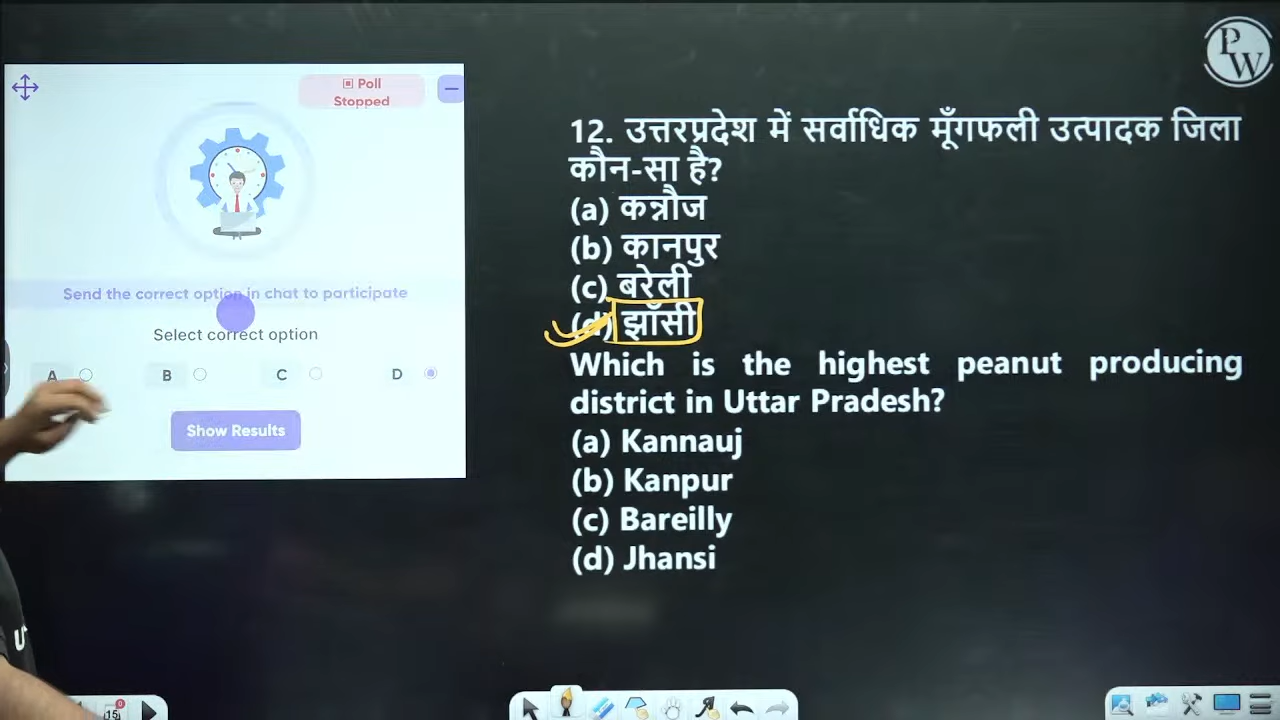 PW
Poll
Stopped
Send the correct option in chat to participate
Select correct option
A
B
C
D
Show Results
12. उत्तरप्रदेश में सर्वाधिक मूँगफली उत्पादक जिला
कौन-सा है?
(a) कन्नौज
(b) कानपुर
(c) बरेली
(d) झाँसी
Which is the highest peanut producing
district in Uttar Pradesh?
(a) Kannauj
(b) Kanpur
(c) Bareilly
(d) Jhansi
15